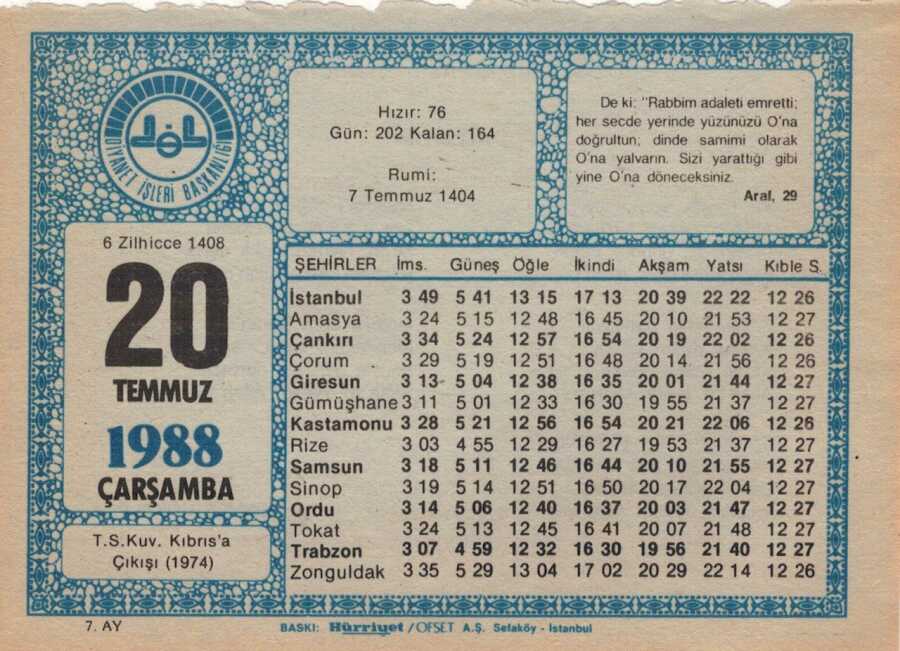 DİYANET İŞLERİ BAŞKANLIĞI
Hızır: 76
Gün: 202 Kalan: 164
Rumi:
7 Temmuz 1404
De ki: "Rabbim adaleti emretti;
her secde yerinde yüzünüzü O'na
doğrultun; dinde samimi olarak
O'na yalvarın. Sizi yarattığı gibi
yine O'na döneceksiniz.
Araf, 29
6 Zilhicce 1408
20
TEMMUZ
1988
ÇARŞAMBA
T.S.Kuv. Kıbrıs'a
Çıkışı (1974)
ŞEHİRLER İms. Güneş Öğle İkindi Akşam Yatsı Kıble S.
İstanbul 3 49 5 41 13 15 17 13 20 39 22 22 12 26
Amasya 3 24 5 15 12 48 16 45 20 10 21 53 12 27
Çankırı 3 34 5 24 12 57 16 54 20 19 22 02 12 26
Çorum 3 29 5 19 12 51 16 48 20 14 21 56 12 26
Giresun 3 13 5 04 12 38 16 35 20 01 21 44 12 27
Gümüşhane 3 11 5 01 12 33 16 30 19 55 21 37 12 27
Kastamonu 3 28 5 21 12 56 16 54 20 21 22 06 12 26
Rize 3 03 4 55 12 29 16 27 19 53 21 37 12 27
Samsun 3 18 5 11 12 46 16 44 20 10 21 55 12 27
Sinop 3 19 5 14 12 51 16 50 20 17 22 04 12 27
Ordu 3 14 5 06 12 40 16 37 20 03 21 47 12 27
Tokat 3 24 5 13 12 45 16 41 20 07 21 48 12 27
Trabzon 3 07 4 59 12 32 16 30 19 56 21 40 12 27
Zonguldak 3 35 5 29 13 04 17 02 20 29 22 14 12 26
7. AY
BASKI: Hürriyet / OFSET A.Ş. Sefaköy - İstanbul